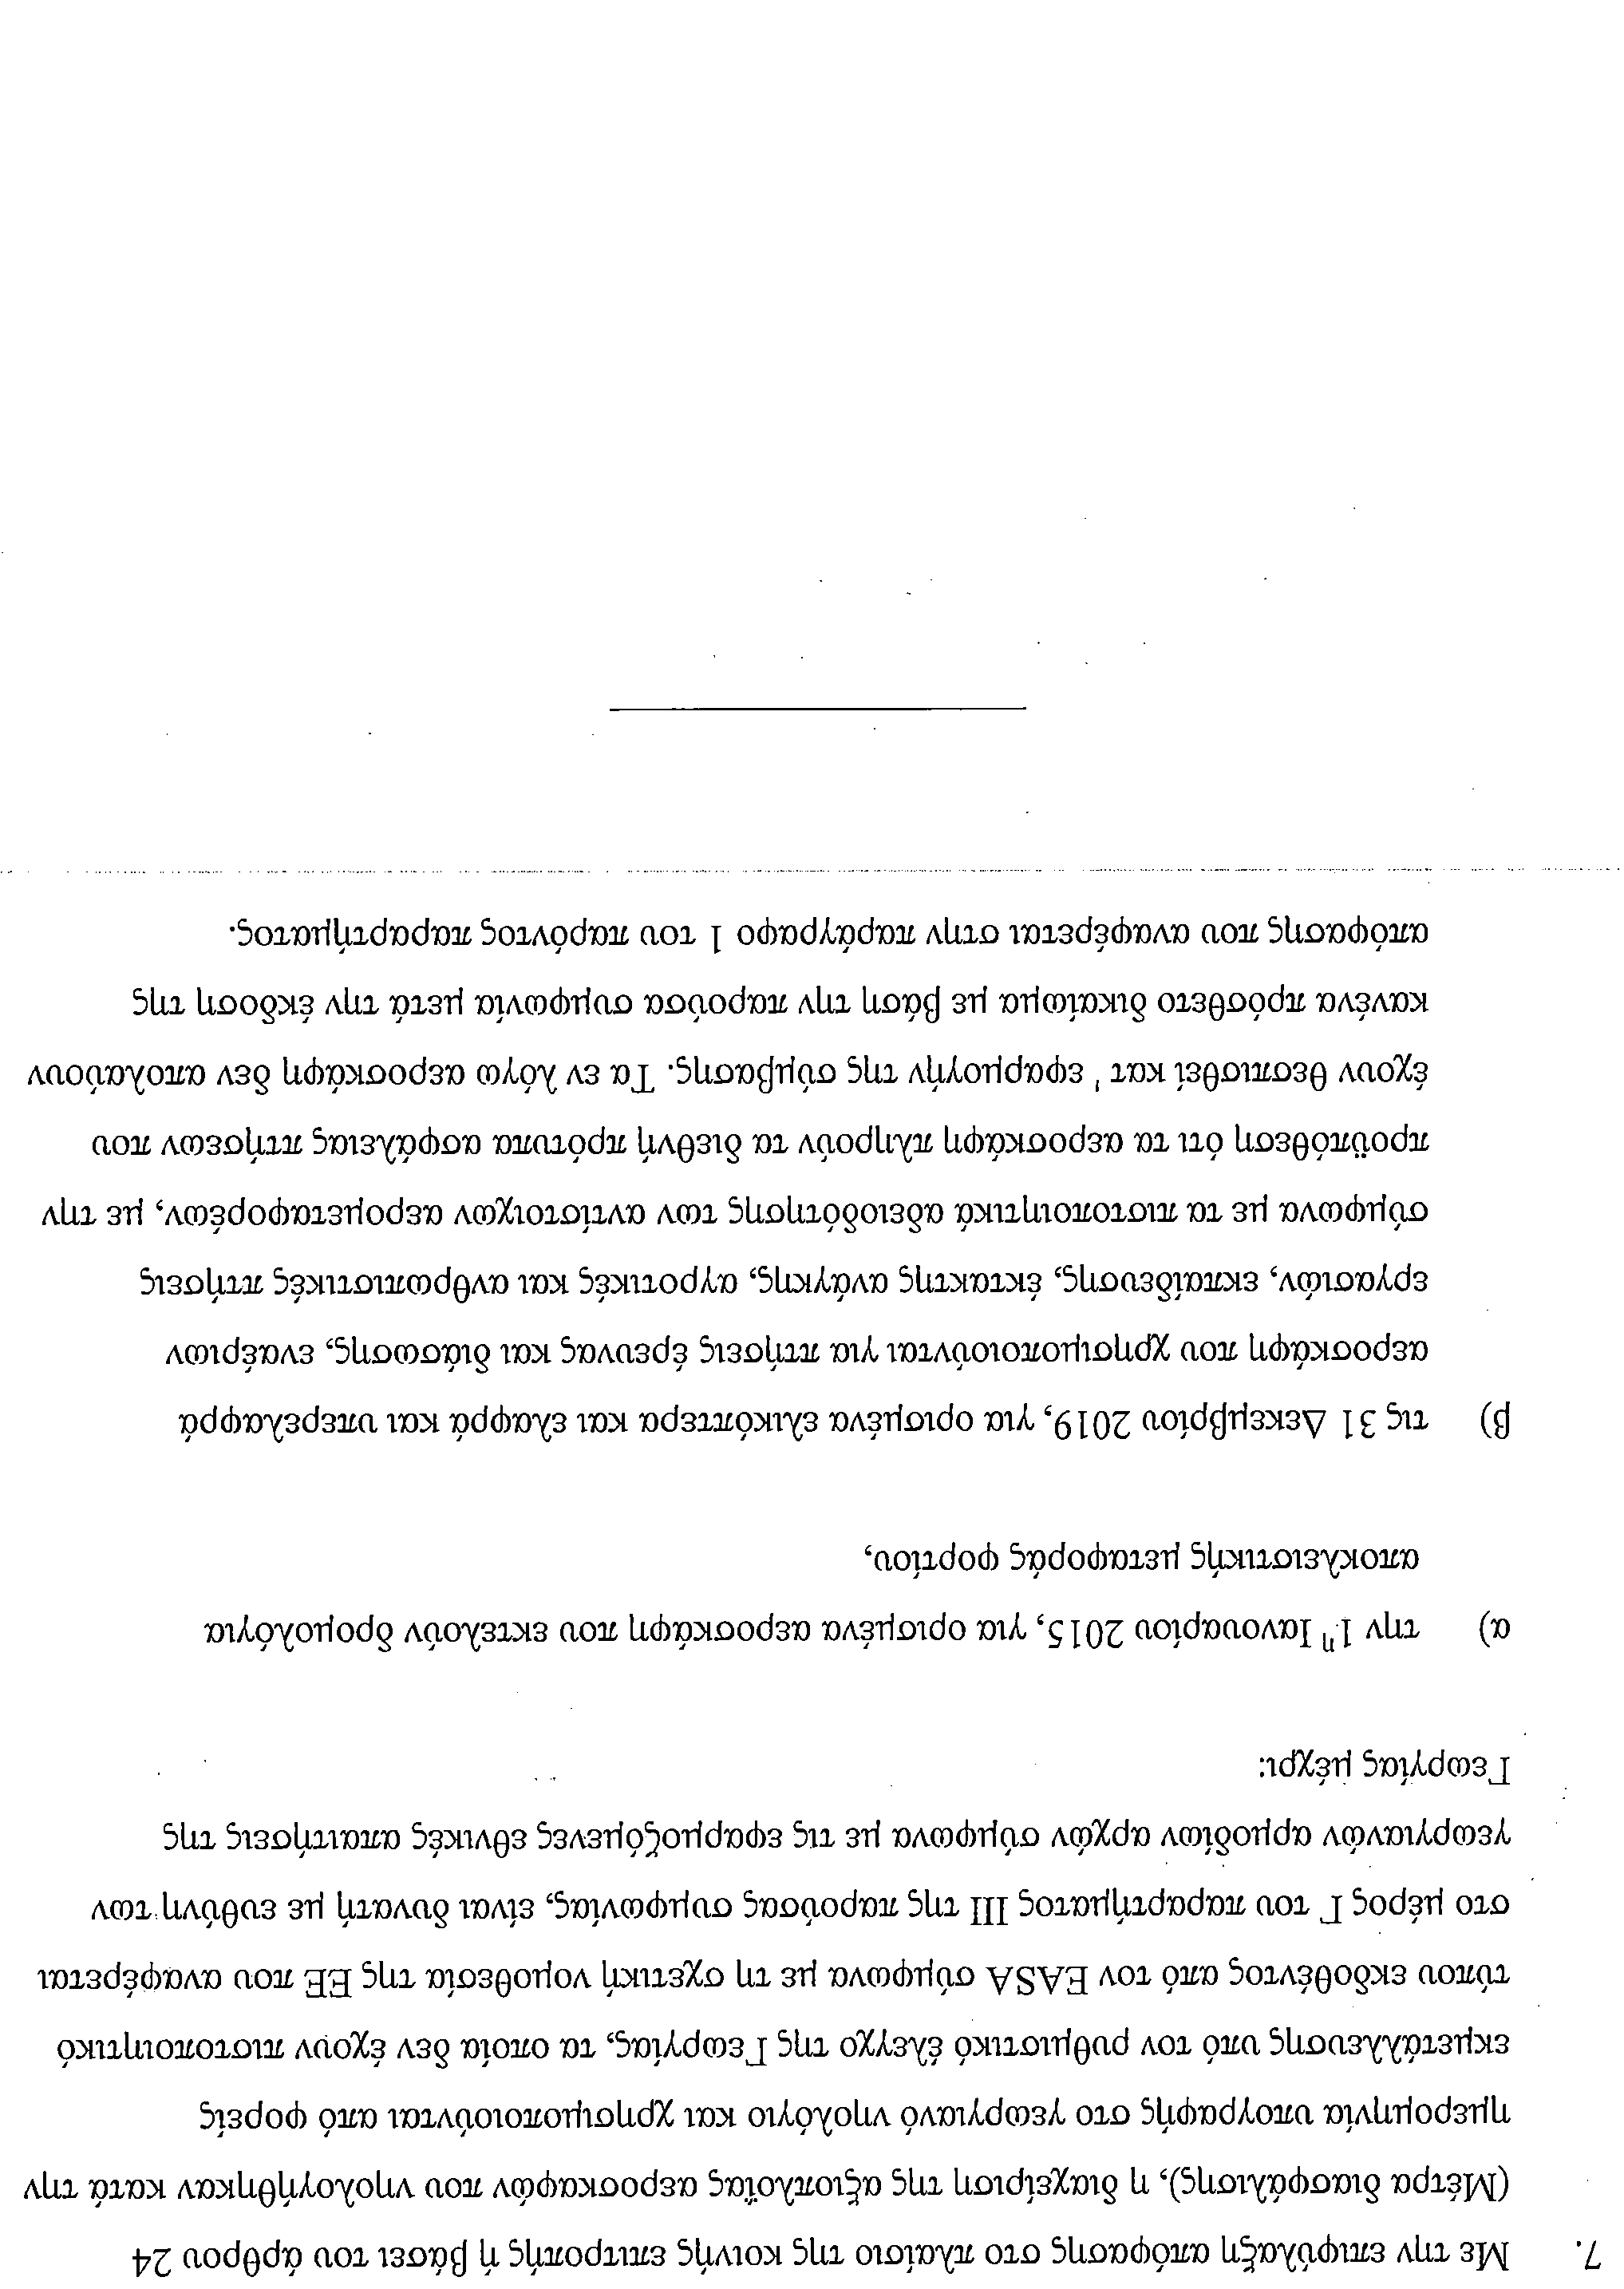 7. Με την επιφύλαξη απόφασης στο πλαίσιο της κοινής επιτροπής ή βάσει του άρθρου 24
(Μέτρα διασφάλισης), η διαχείριση της αξιοπλοΐας αεροσκαφών που νηολογήθηκαν κατά την
ημερομηνία υπογραφής στο γεωργιανό νηολόγιο και χρησιμοποιούνται από φορείς
εκμετάλλευσης υπό τον ρυθμιστικό έλεγχο της Γεωργίας, τα οποία δεν έχουν πιστοποιητικό
τύπου εκδοθέντος από τον EASA σύμφωνα με τη σχετική νομοθεσία της ΕΕ που αναφέρεται
στο μέρος Γ του παραρτήματος III της παρούσας συμφωνίας, είναι δυνατή με ευθύνη των
γεωργιανών αρμοδίων αρχών σύμφωνα με τις εφαρμοζόμενες εθνικές απαιτήσεις της
Γεωργίας μέχρι:
α) την 1η Ιανουαρίου 2015, για ορισμένα αεροσκάφη που εκτελούν δρομολόγια
αποκλειστικής μεταφοράς φορτίου,
β) τις 31 Δεκεμβρίου 2019, για ορισμένα ελικόπτερα και ελαφρά και υπερελαφρά
αεροσκάφη που χρησιμοποιούνται για πτήσεις έρευνας και διάσωσης, εναέριων
εργασιών, εκπαίδευσης, έκτακτης ανάγκης, αγροτικές και ανθρωπιστικές πτήσεις
σύμφωνα με τα πιστοποιητικά αδειοδότησης των αντίστοιχων αερομεταφορέων, με την
προϋπόθεση ότι τα αεροσκάφη πληρούν τα διεθνή πρότυπα ασφάλειας πτήσεων που
έχουν θεσπισθεί κατ' εφαρμογήν της σύμβασης. Τα εν λόγω αεροσκάφη δεν απολαύουν
κανένα πρόσθετο δικαίωμα με βάση την παρούσα συμφωνία μετά την έκδοση της
απόφασης που αναφέρεται στην παράγραφο 1 του παρόντος παραρτήματος.